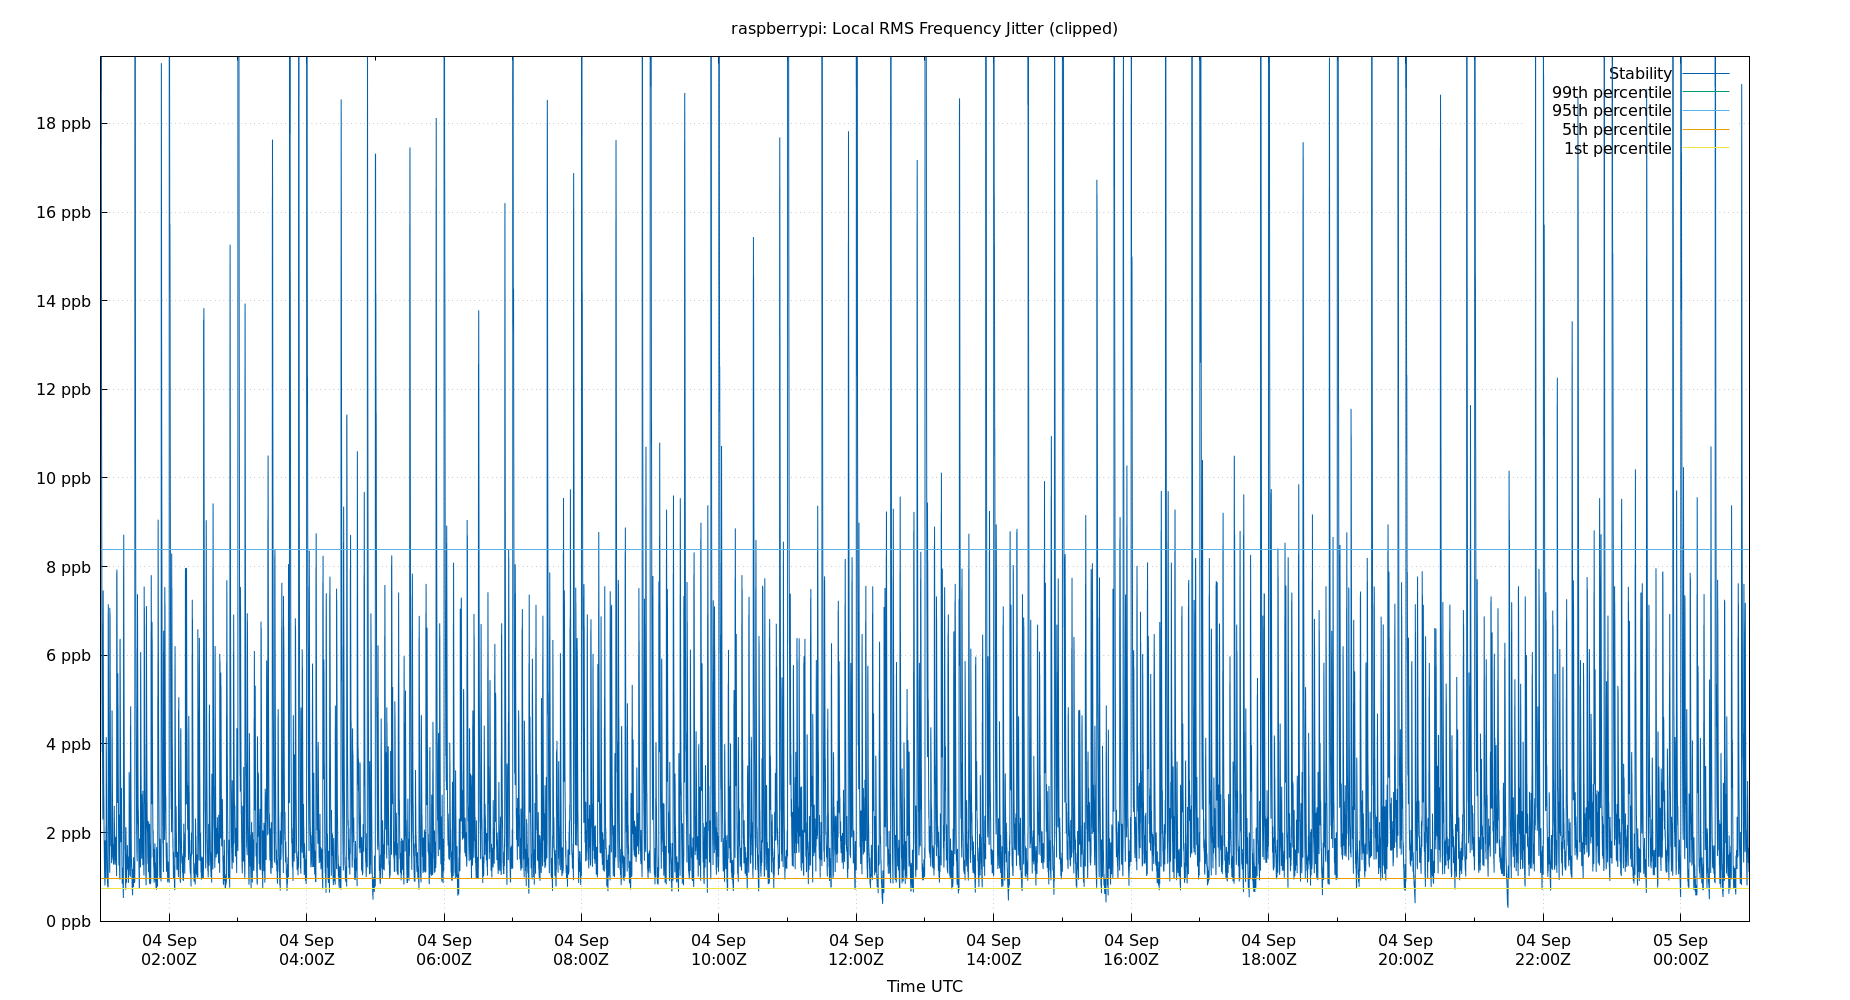 raspberrypi: Local RMS Frequency Jitter (clipped)
Stability
99th percentile
95th percentile
5th percentile
1st percentile
18 ppb
16 ppb
14 ppb
12 ppb
10 ppb
8 ppb
6 ppb
4 ppb
2 ppb
0 ppb
04 Sep 04 Sep 04 Sep 04 Sep 04 Sep 04 Sep 04 Sep 04 Sep 04 Sep 04 Sep 04 Sep 05 Sep
02:00Z 04:00Z 06:00Z 08:00Z 10:00Z 12:00Z 14:00Z 16:00Z 18:00Z 20:00Z 22:00Z 00:00Z
Time UTC